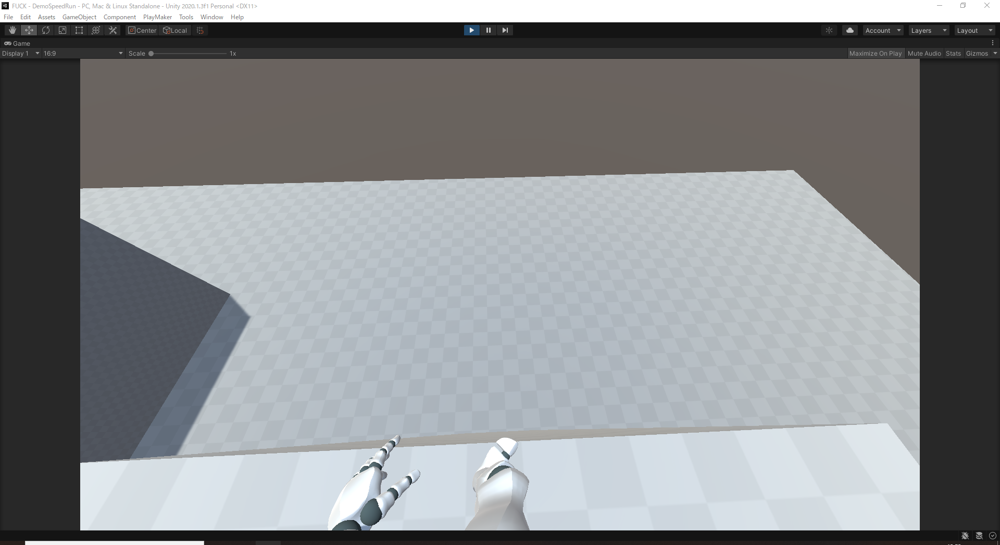 FUCK - DemoSpeedRun - PC, Mac & Linux Standalone - Unity 2020.1.3f1 Personal <DX11>
File Edit Assets GameObject Component PlayMaker Tools Window Help
Center Local Account Layers Layout
Game
Display 1 16:9 Scale 1x Maximize On Play Mute Audio Stats Gizmos